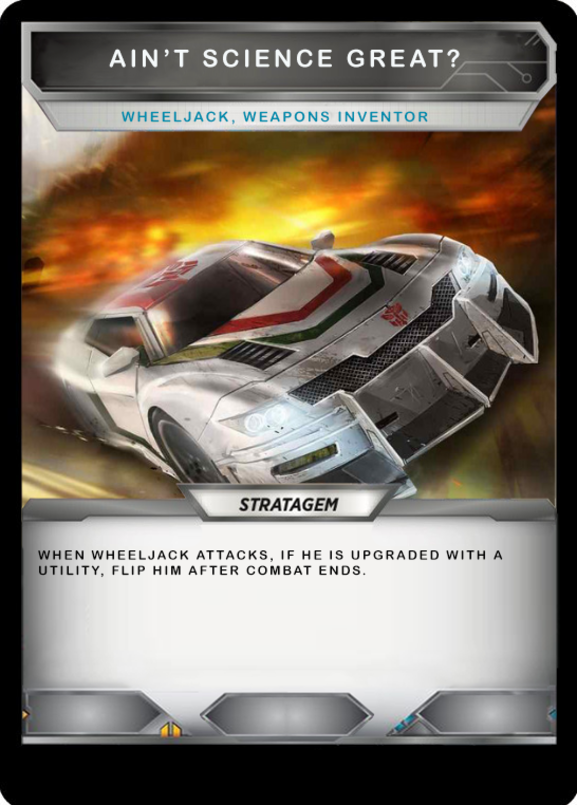 AIN'T SCIENCE GREAT?
WHEELJACK, WEAPONS INVENTOR
STRATAGEM
WHEN WHEELJACK ATTACKS, IF HE IS UPGRADED WITH A
UTILITY, FLIP HIM AFTER COMBAT ENDS.